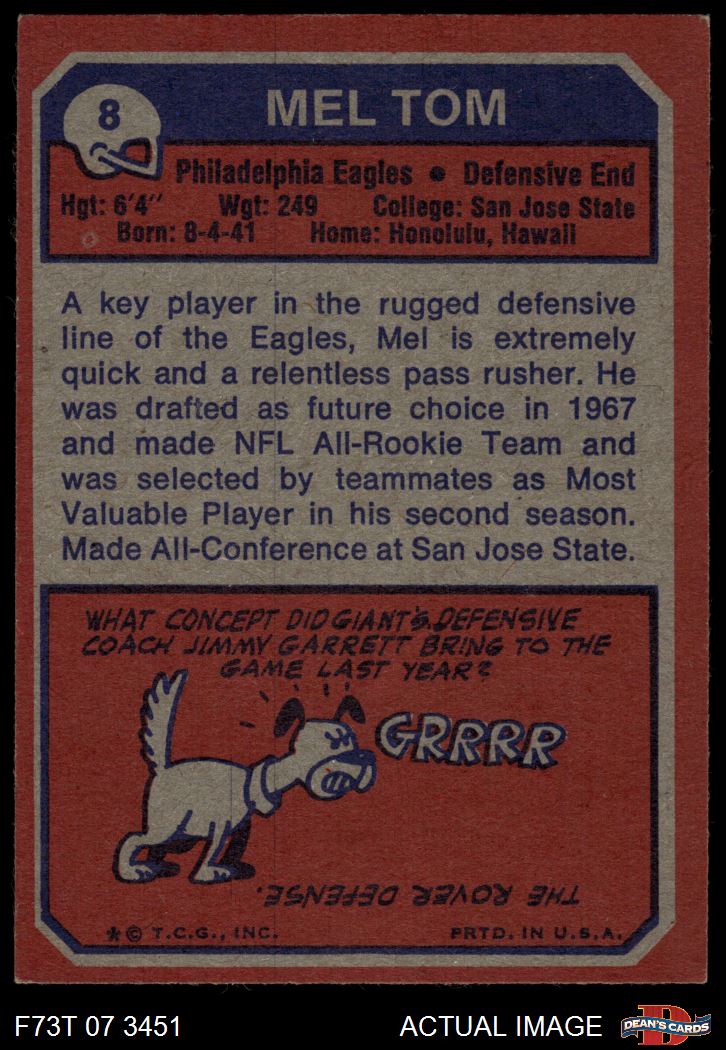 8
MEL TOM
Philadelphia Eagles • Defensive End
Hgt: 6'4" Wgt: 249 College: San Jose State
Born: 8-4-41 Home: Honolulu, Hawaii
A key player in the rugged defensive
line of the Eagles, Mel is extremely
quick and a relentless pass rusher. He
was drafted as future choice in 1967
and made NFL All-Rookie Team and
was selected by teammates as Most
Valuable Player in his second season.
Made All-Conference at San Jose State.
WHAT CONCEPT DID GIANT'S DEFENSIVE
COACH JIMMY GARRETT BRING TO THE
GAME LAST YEAR?
GRRRR
THE ROVER DEFENSE.
* © T.C.G., INC. PRTD. IN U.S.A.
F73T 07 3451 ACTUAL IMAGE
D
DEAN'S CARDS